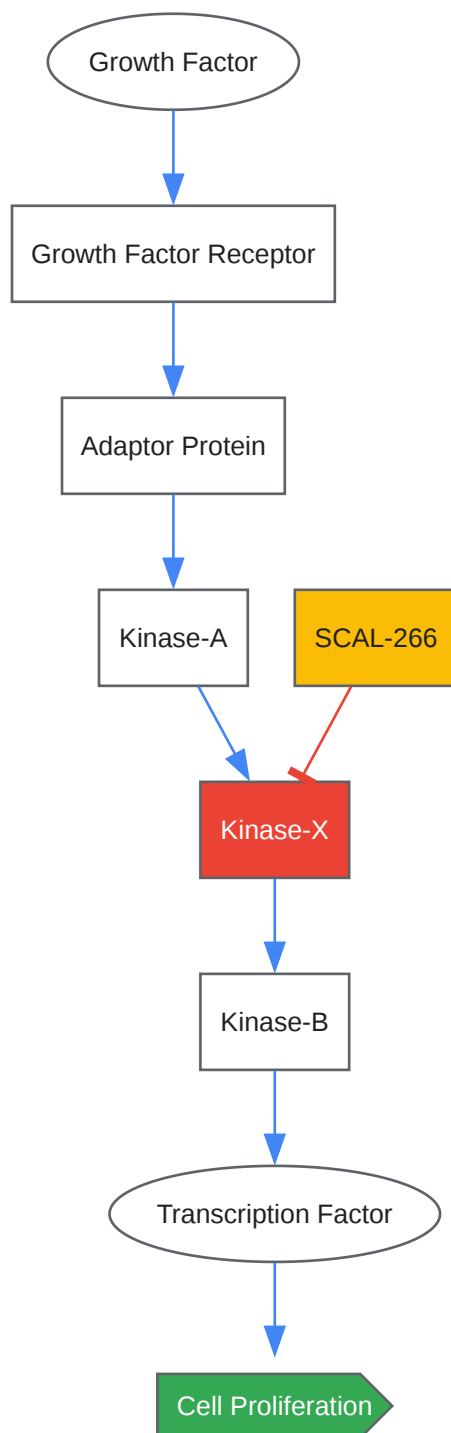 Growth Factor
Growth Factor Receptor
Adaptor Protein
Kinase-A
SCAL-266
Kinase-X
Kinase-B
Transcription Factor
Cell Proliferation